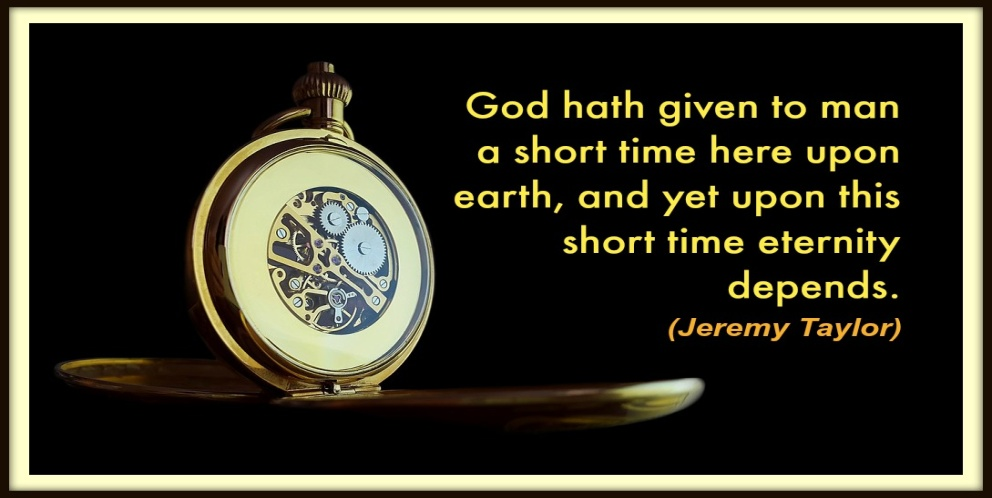 God hath given to man
a short time here upon
earth, and yet upon this
short time eternity
depends.
(Jeremy Taylor)